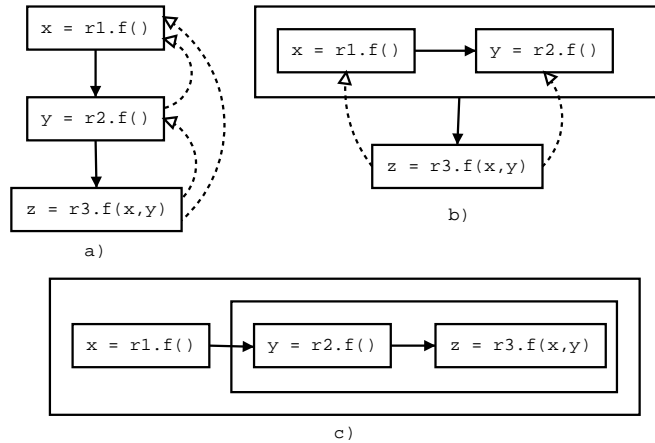 x = r1.f()
y = r2.f()
z = r3.f(x,y)
a)
x = r1.f()
y = r2.f()
z = r3.f(x,y)
b)
x = r1.f()
y = r2.f()
z = r3.f(x,y)
c)